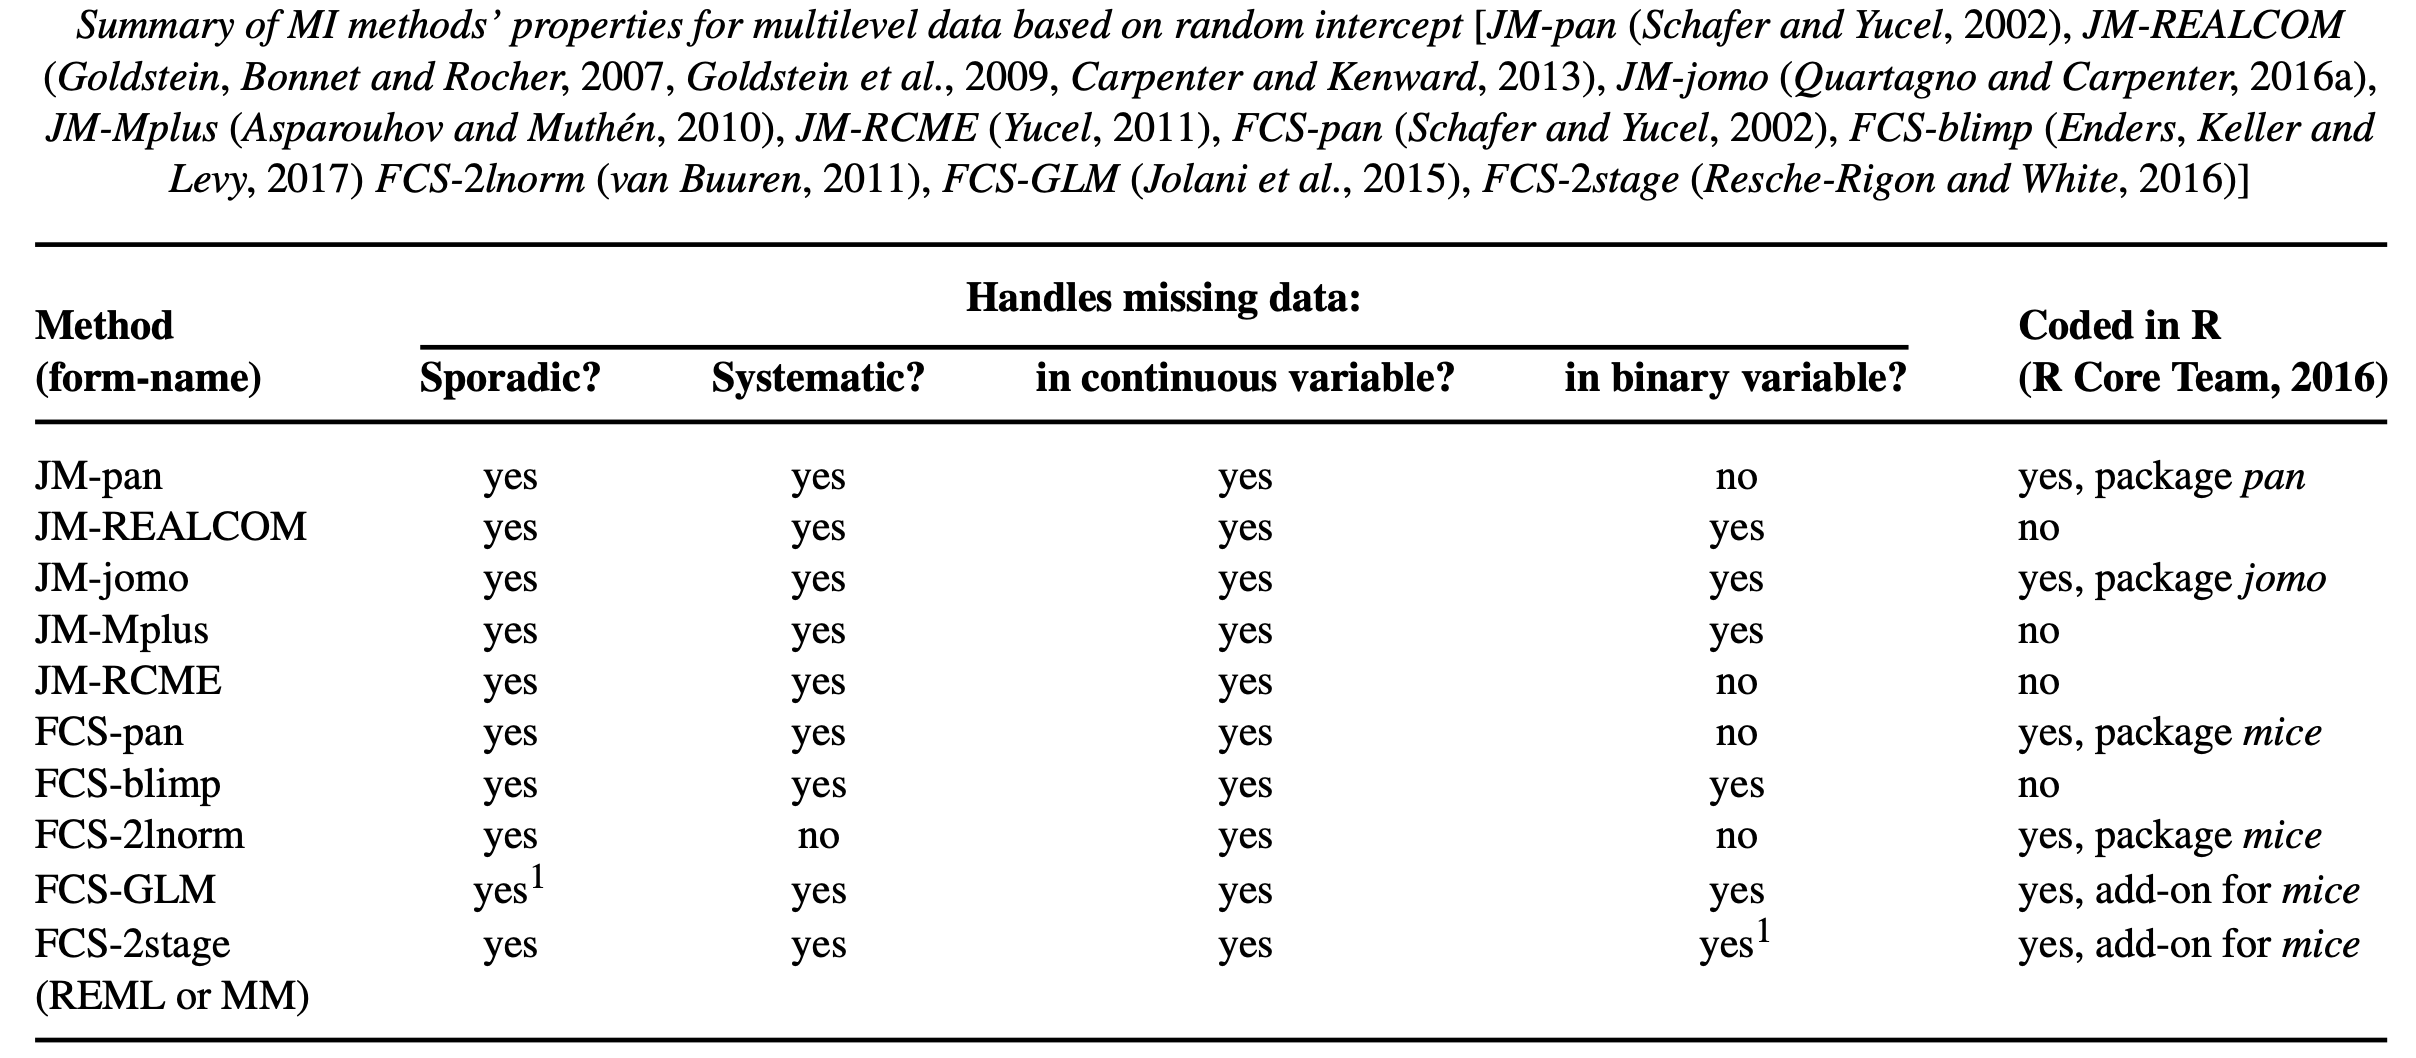 Summary of MI methods’ properties for multilevel data based on random intercept [JM-pan (Schafer and Yucel, 2002), JM-REALCOM
(Goldstein, Bonnet and Rocher, 2007, Goldstein et al., 2009, Carpenter and Kenward, 2013), JM-jomo (Quartagno and Carpenter, 2016a),
JM-Mplus (Asparouhov and Muthén, 2010), JM-RCME (Yucel, 2011), FCS-pan (Schafer and Yucel, 2002), FCS-blimp (Enders, Keller and
Levy, 2017) FCS-2lnorm (van Buuren, 2011), FCS-GLM (Jolani et al., 2015), FCS-2stage (Resche-Rigon and White, 2016)]
Handles missing data:
Method Coded in R
(form-name) Sporadic? Systematic? in continuous variable? in binary variable? (R Core Team, 2016)
JM-pan yes yes yes no yes, package pan
JM-REALCOM yes yes yes yes no
JM-jomo yes yes yes yes yes, package jomo
JM-Mplus yes yes yes yes no
JM-RCME yes yes yes no no
FCS-pan yes yes yes no yes, package mice
FCS-blimp yes yes yes yes no
FCS-2lnorm yes no yes no yes, package mice
FCS-GLM yes¹ yes yes yes yes, add-on for mice
FCS-2stage yes yes yes yes¹ yes, add-on for mice
(REML or MM)